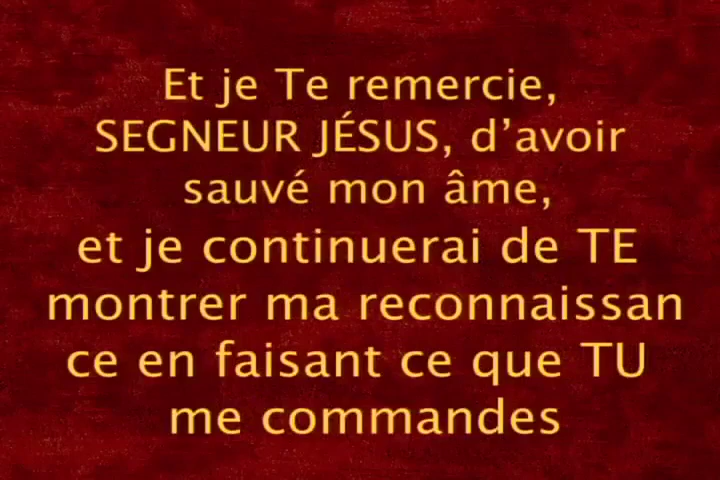 Et je Te remercie,
SEGNEUR JÉSUS, d’avoir
sauvé mon âme,
et je continuerai de TE
montrer ma reconnaissan
ce en faisant ce que TU
me commandes